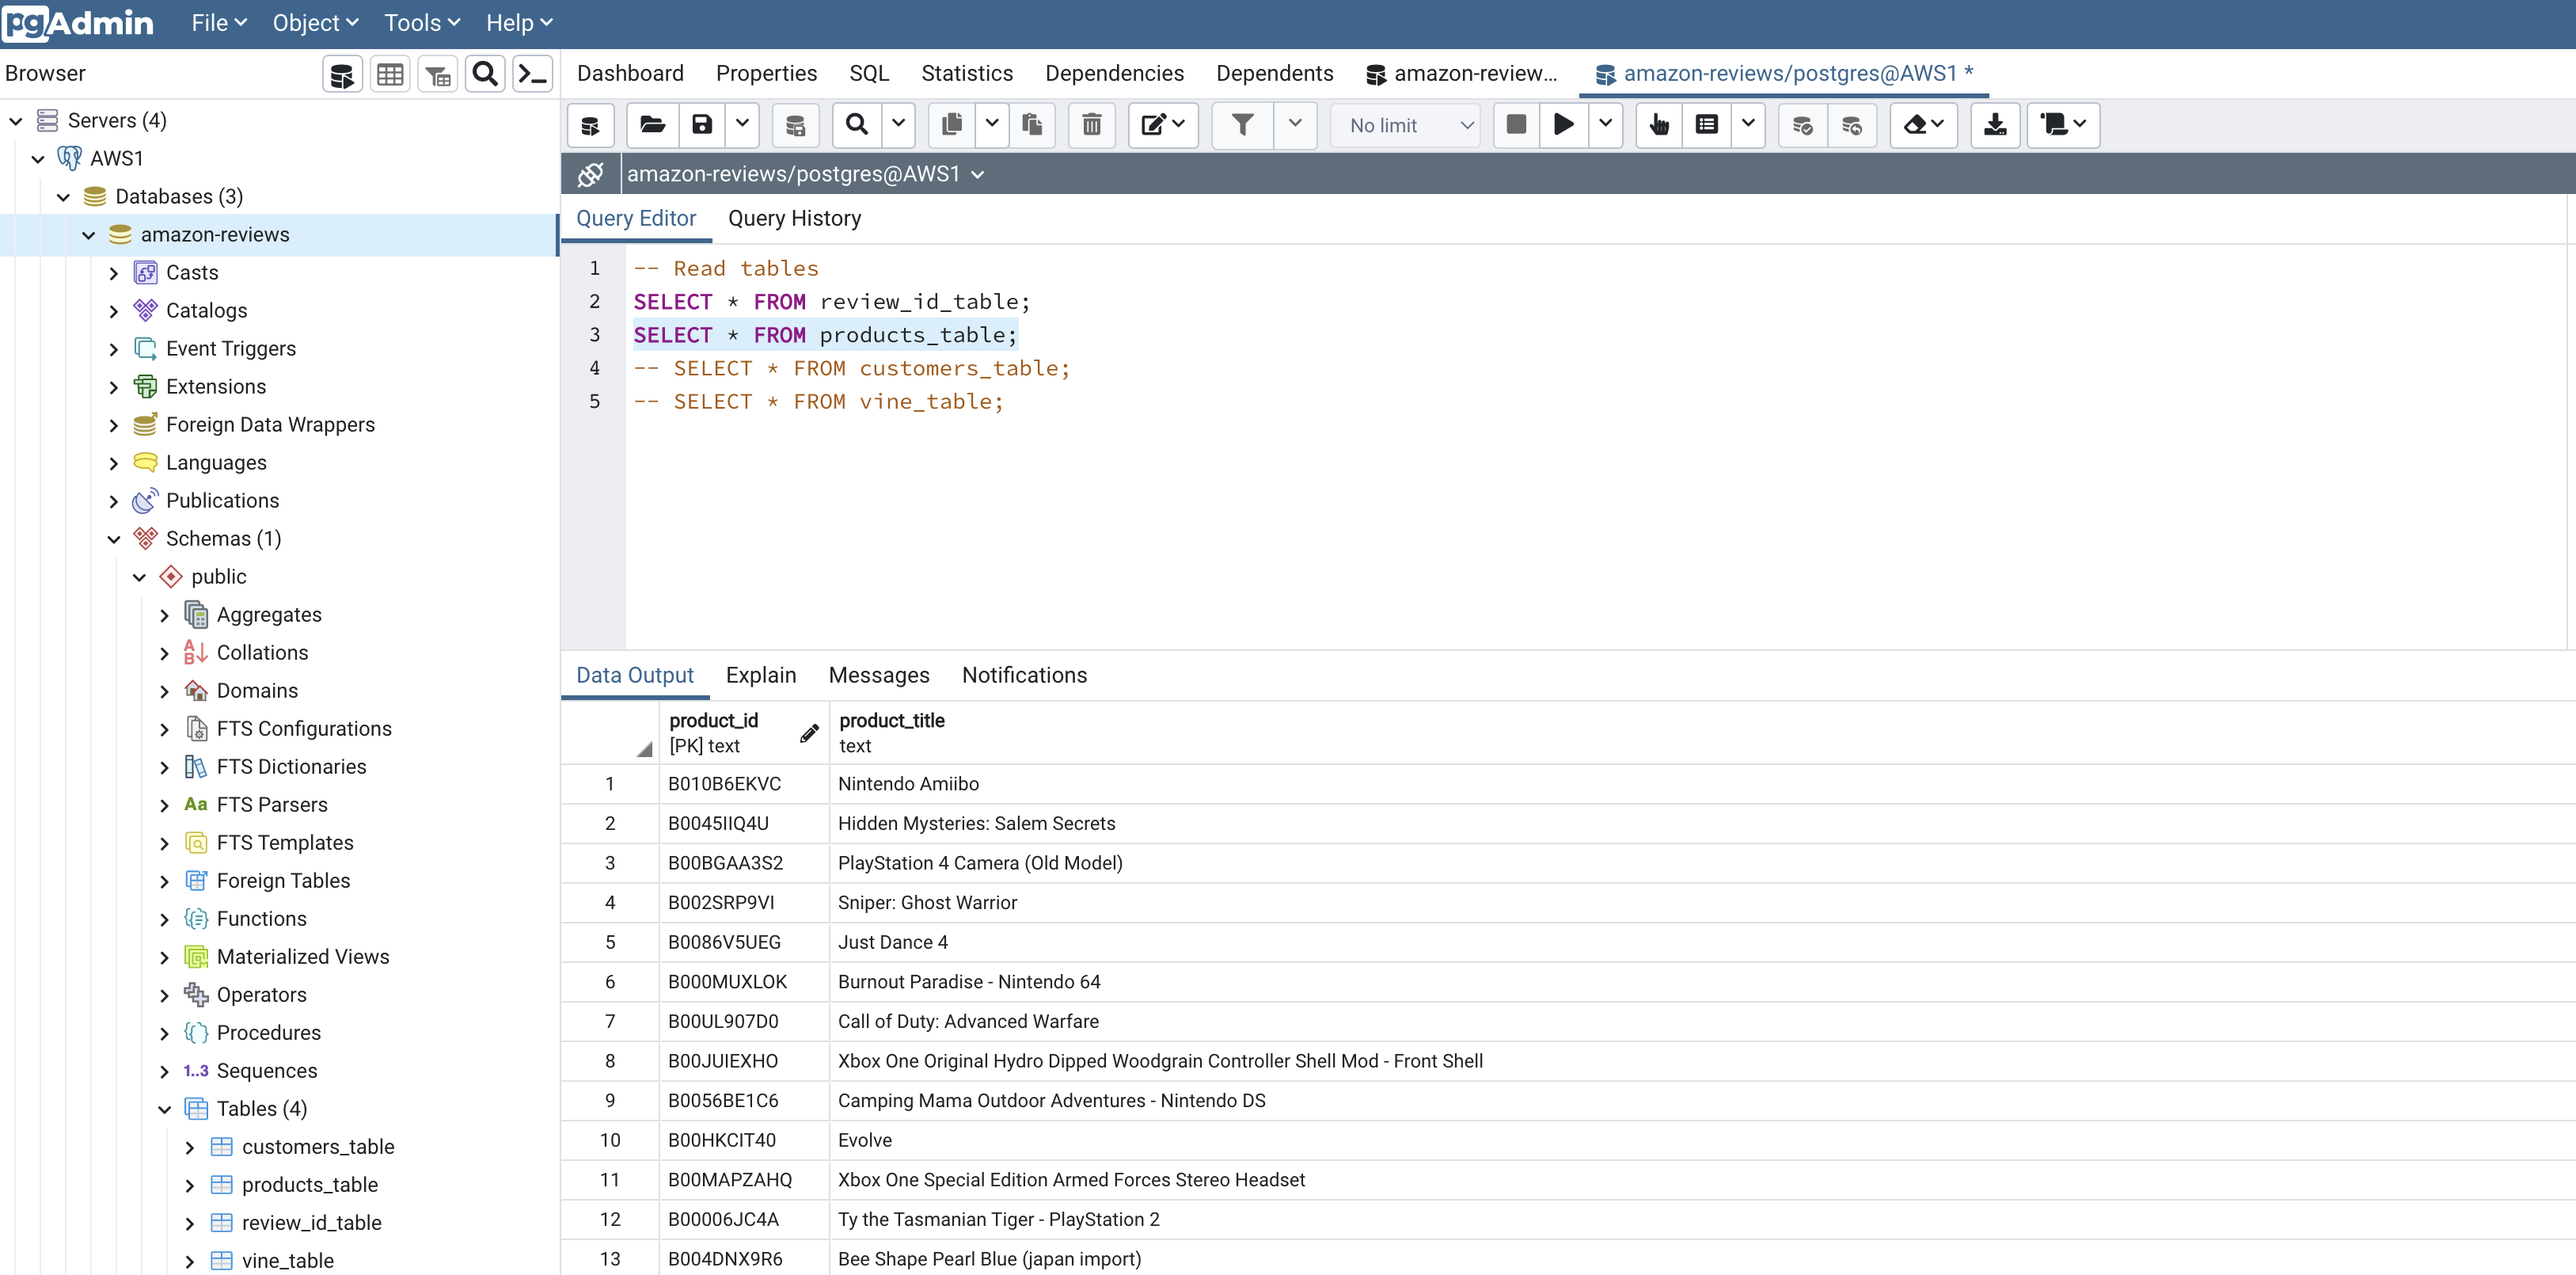 pgAdmin File Object Tools Help
Browser
Servers (4)
AWS1
Databases (3)
amazon-reviews
Casts
Catalogs
Event Triggers
Extensions
Foreign Data Wrappers
Languages
Publications
Schemas (1)
public
Aggregates
Collations
Domains
FTS Configurations
FTS Dictionaries
Aa FTS Parsers
FTS Templates
Foreign Tables
Functions
Materialized Views
Operators
Procedures
1..3 Sequences
Tables (4)
customers_table
products_table
review_id_table
vine_table
Dashboard Properties SQL Statistics Dependencies Dependents amazon-review... amazon-reviews/postgres@AWS1 *
No limit
amazon-reviews/postgres@AWS1
Query Editor Query History
1 -- Read tables
2 SELECT * FROM review_id_table;
3 SELECT * FROM products_table;
4 -- SELECT * FROM customers_table;
5 -- SELECT * FROM vine_table;
Data Output Explain Messages Notifications
product_id product_title
[PK] text text
1 B010B6EKVC Nintendo Amiibo
2 B0045IIQ4U Hidden Mysteries: Salem Secrets
3 B00BGAA3S2 PlayStation 4 Camera (Old Model)
4 B002SRP9VI Sniper: Ghost Warrior
5 B0086V5UEG Just Dance 4
6 B000MUXLOK Burnout Paradise - Nintendo 64
7 B00UL907D0 Call of Duty: Advanced Warfare
8 B00JUIEXHO Xbox One Original Hydro Dipped Woodgrain Controller Shell Mod - Front Shell
9 B0056BE1C6 Camping Mama Outdoor Adventures - Nintendo DS
10 B00HKCIT40 Evolve
11 B00MAPZAHQ Xbox One Special Edition Armed Forces Stereo Headset
12 B00006JC4A Ty the Tasmanian Tiger - PlayStation 2
13 B004DNX9R6 Bee Shape Pearl Blue (japan import)